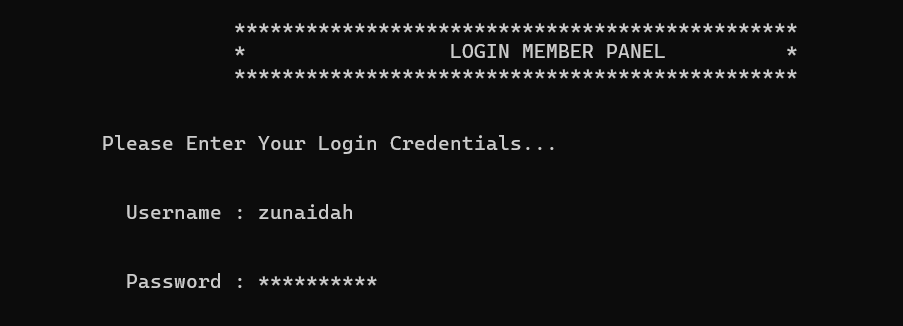 ***********************************************
*                 LOGIN MEMBER PANEL          *
***********************************************
Please Enter Your Login Credentials...
Username : zunaidah
Password : **********